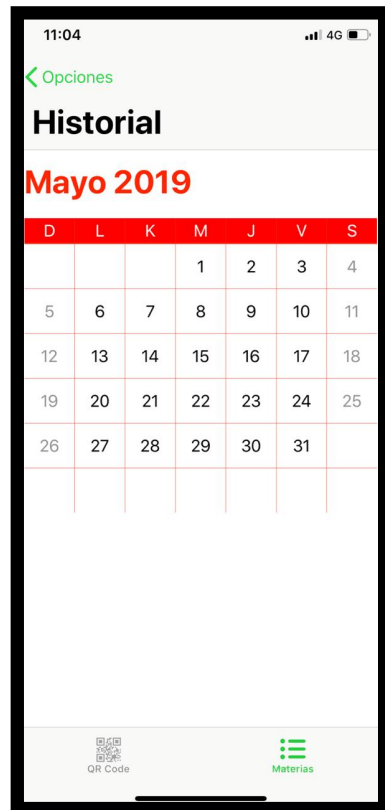 11:04 4G
Opciones
Historial
Mayo 2019
D L K M J V S
1 2 3 4
5 6 7 8 9 10 11
12 13 14 15 16 17 18
19 20 21 22 23 24 25
26 27 28 29 30 31
QR Code Materias